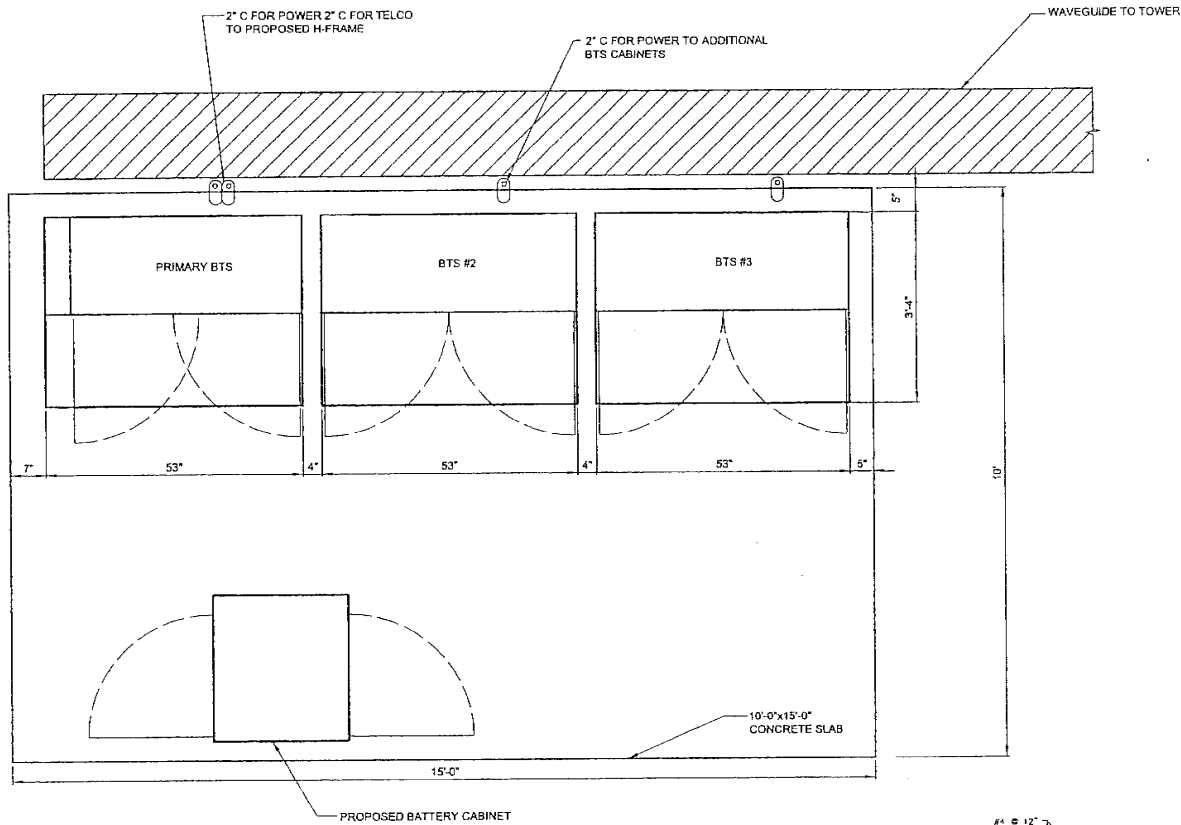 2" C FOR POWER 2" C FOR TELCO
TO PROPOSED H-FRAME
WAVEGUIDE TO TOWER
2" C FOR POWER TO ADDITIONAL
BTS CABINETS
5"
PRIMARY BTS
BTS #2
BTS #3
3'-4"
7"
53"
4"
53"
4"
53"
5"
10'
10'-0"x15'-0"
CONCRETE SLAB
15'-0"
PROPOSED BATTERY CABINET
#4 @ 12"